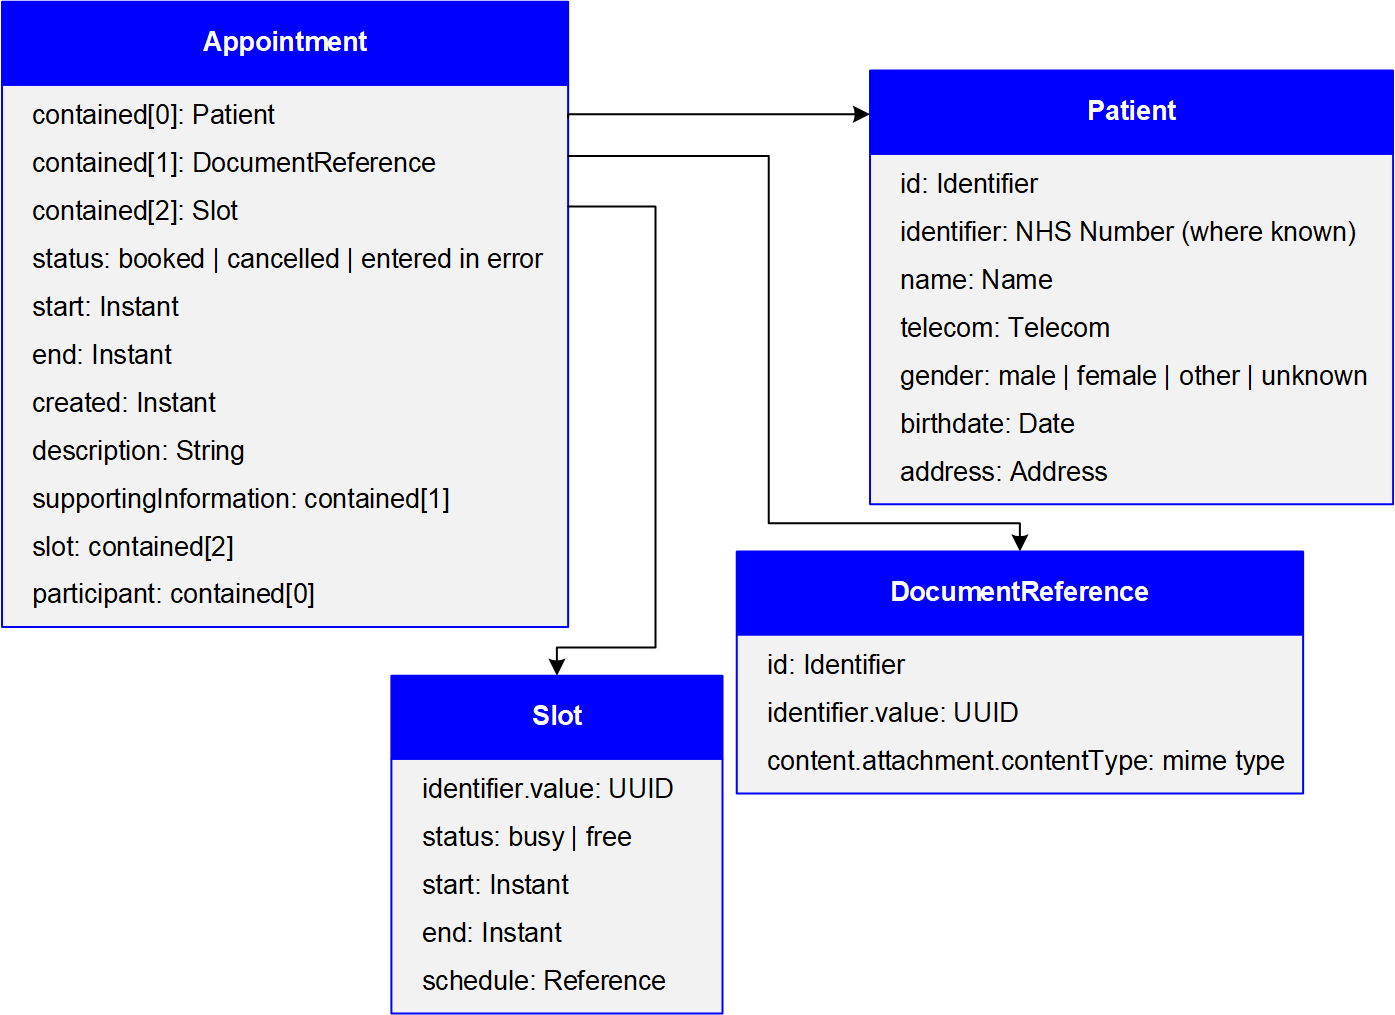 Appointment
contained[0]: Patient
contained[1]: DocumentReference
contained[2]: Slot
status: booked | cancelled | entered in error
start: Instant
end: Instant
created: Instant
description: String
supportingInformation: contained[1]
slot: contained[2]
participant: contained[0]
Patient
id: Identifier
identifier: NHS Number (where known)
name: Name
telecom: Telecom
gender: male | female | other | unknown
birthdate: Date
address: Address
DocumentReference
id: Identifier
identifier.value: UUID
content.attachment.contentType: mime type
Slot
identifier.value: UUID
status: busy | free
start: Instant
end: Instant
schedule: Reference